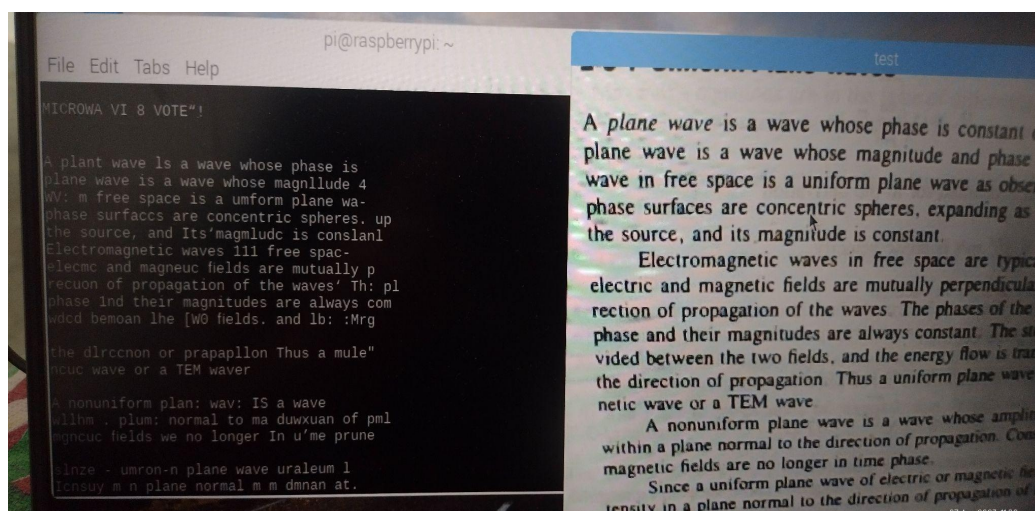 pi@raspberrypi: ~
File Edit Tabs Help
MICROWA VI 8 VOTE"!
A plant wave ls a wave whose phase is
plane wave is a wave whose magnllude 4
WV: m free space is a umform plane wa-
phase surfaccs are concentric spheres. up
the source, and Its'magmludc is conslanl
Electromagnetic waves 111 free spac-
elecmc and magneuc fields are mutually p
recuon of propagation of the waves' Th: pl
phase 1nd their magnitudes are always com
wdcd bemoan lhe [W0 fields. and lb: :Mrg
the dlrccnon or prapapllon Thus a mule"
ncuc wave or a TEM waver
A nonuniform plan: wav: IS a wave
wllhm . plum: normal to ma duwxuan of pml
mgncuc fields we no longer In u'me prune
slnze - umron-n plane wave uraleum l
Icnsuy m n plane normal m m dmnan at.
test
A plane wave is a wave whose phase is constant
plane wave is a wave whose magnitude and phase
wave in free space is a uniform plane wave as obse
phase surfaces are concentric spheres, expanding as
the source, and its magnitude is constant.
Electromagnetic waves in free space are typic
electric and magnetic fields are mutually perpendicula
rection of propagation of the waves. The phases of the
phase and their magnitudes are always constant. The s
vided between the two fields, and the energy flow is tran
the direction of propagation. Thus a uniform plane wave
netic wave or a TEM wave.
A nonuniform plane wave is a wave whose ampli
within a plane normal to the direction of propagation. Con
magnetic fields are no longer in time phase.
Since a uniform plane wave of electric or magnetic fi
tensity in a plane normal to the direction of propagation of